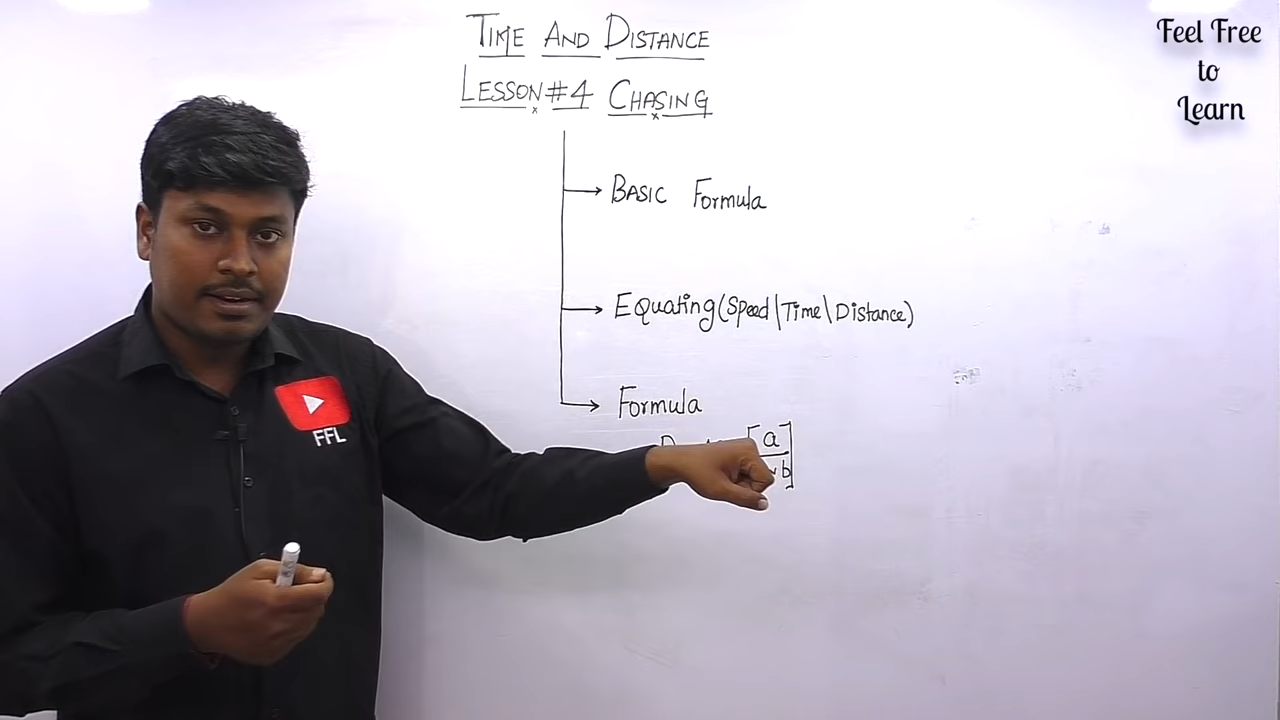 TIME AND DISTANCE
LESSON #4 CHASING
BASIC Formula
Equating (Speed\Time\Distance)
Formula
a
b
Feel Free
to
Learn
FFL